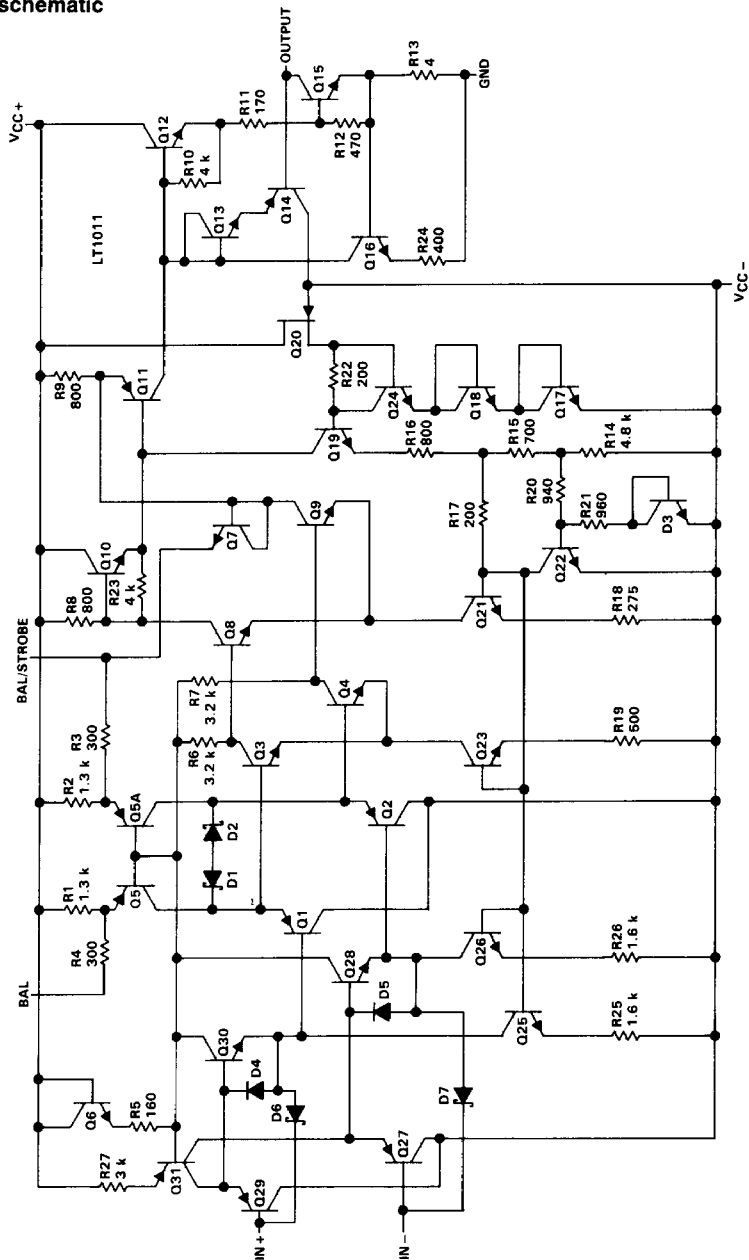 schematic
LT1011
VCC+
OUTPUT
GND
VCC−
BAL/STROBE
BAL
IN+
IN−
R1
1.3 k
R2
1.3 k
R3
300
R4
300
R5
160
R6
3.2 k
R7
3.2 k
R8
800
R9
800
R10
4 k
R11
170
R12
470
R13
4
R14
4.8 k
R15
700
R16
800
R17
200
R18
275
R19
500
R20
940
R21
960
R22
200
R23
4 k
R24
400
R25
1.6 k
R26
1.6 k
R27
3 k
Q1
Q2
Q3
Q4
Q5
Q5A
Q6
Q7
Q8
Q9
Q10
Q11
Q12
Q13
Q14
Q15
Q16
Q17
Q18
Q19
Q20
Q21
Q22
Q23
Q24
Q25
Q26
Q27
Q28
Q29
Q30
Q31
D1
D2
D3
D4
D5
D6
D7